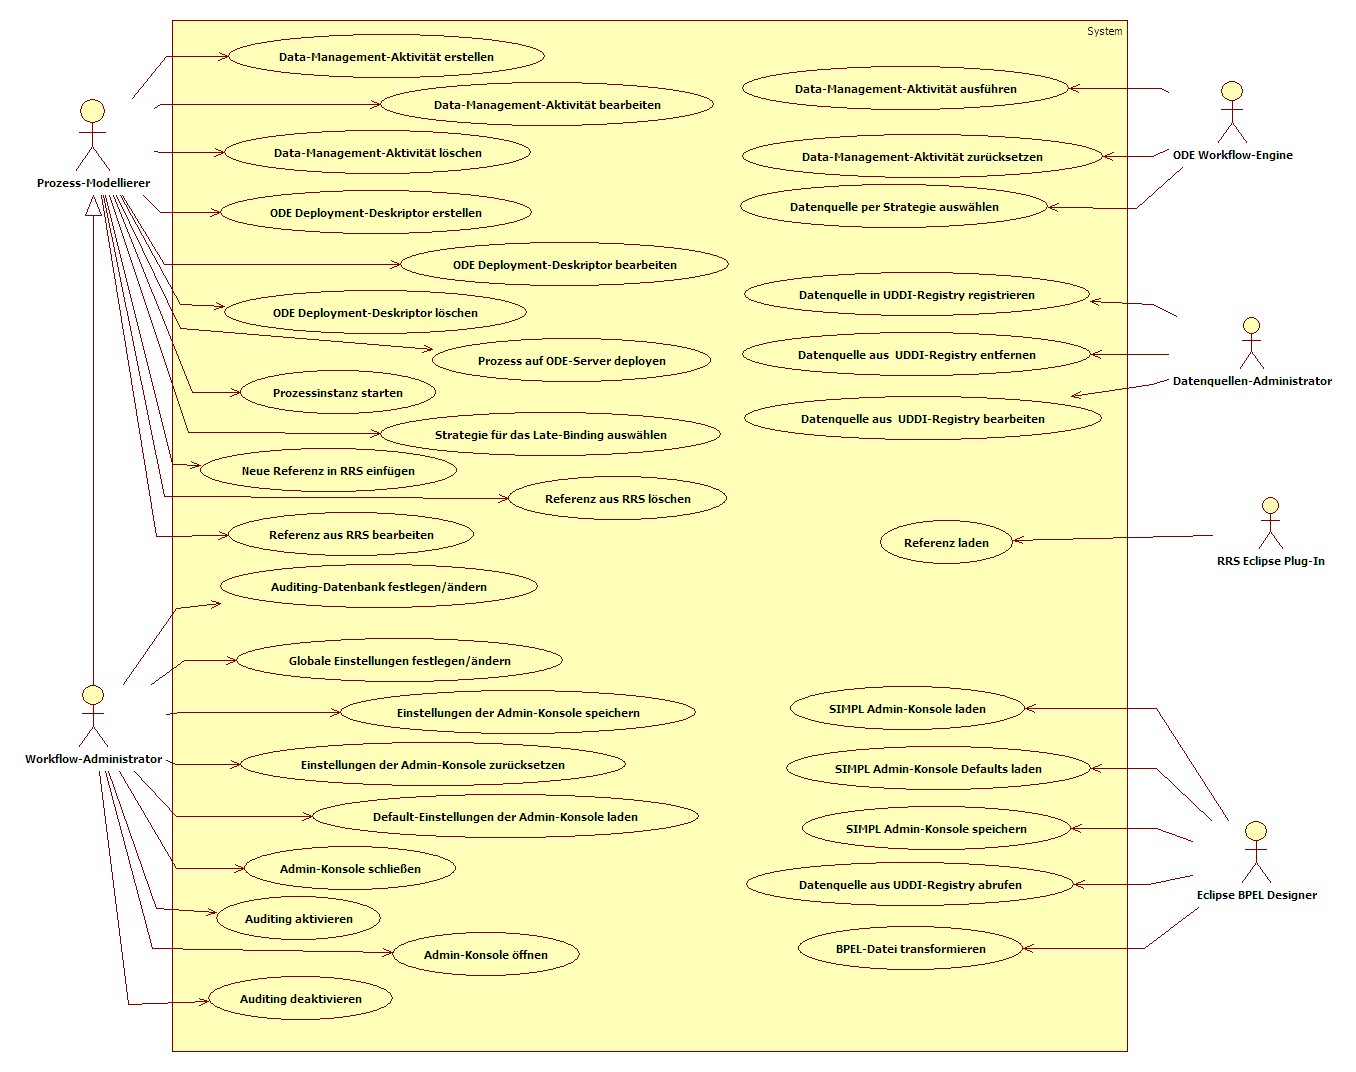 System
Data-Management-Aktivität erstellen
Data-Management-Aktivität bearbeiten
Data-Management-Aktivität löschen
Prozess-Modellierer
ODE Deployment-Deskriptor erstellen
ODE Deployment-Deskriptor bearbeiten
ODE Deployment-Deskriptor löschen
Prozess auf ODE-Server deployen
Prozessinstanz starten
Strategie für das Late-Binding auswählen
Neue Referenz in RRS einfügen
Referenz aus RRS löschen
Referenz aus RRS bearbeiten
Auditing-Datenbank festlegen/ändern
Globale Einstellungen festlegen/ändern
Einstellungen der Admin-Konsole speichern
Workflow-Administrator
Einstellungen der Admin-Konsole zurücksetzen
Default-Einstellungen der Admin-Konsole laden
Admin-Konsole schließen
Auditing aktivieren
Admin-Konsole öffnen
Auditing deaktivieren
Data-Management-Aktivität ausführen
Data-Management-Aktivität zurücksetzen
ODE Workflow-Engine
Datenquelle per Strategie auswählen
Datenquelle in UDDI-Registry registrieren
Datenquelle aus  UDDI-Registry entfernen
Datenquellen-Administrator
Datenquelle aus  UDDI-Registry bearbeiten
Referenz laden
RRS Eclipse Plug-In
SIMPL Admin-Konsole laden
SIMPL Admin-Konsole Defaults laden
SIMPL Admin-Konsole speichern
Datenquelle aus UDDI-Registry abrufen
Eclipse BPEL Designer
BPEL-Datei transformieren